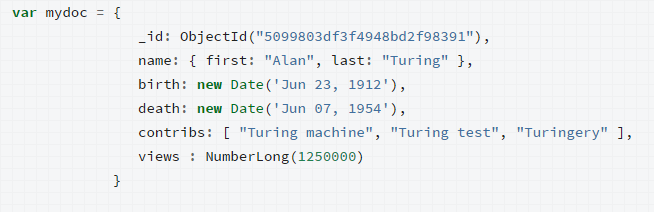 var mydoc = {
_id: ObjectId("5099803df3f4948bd2f98391"),
name: { first: "Alan", last: "Turing" },
birth: new Date('Jun 23, 1912'),
death: new Date('Jun 07, 1954'),
contribs: [ "Turing machine", "Turing test", "Turingery" ],
views : NumberLong(1250000)
}